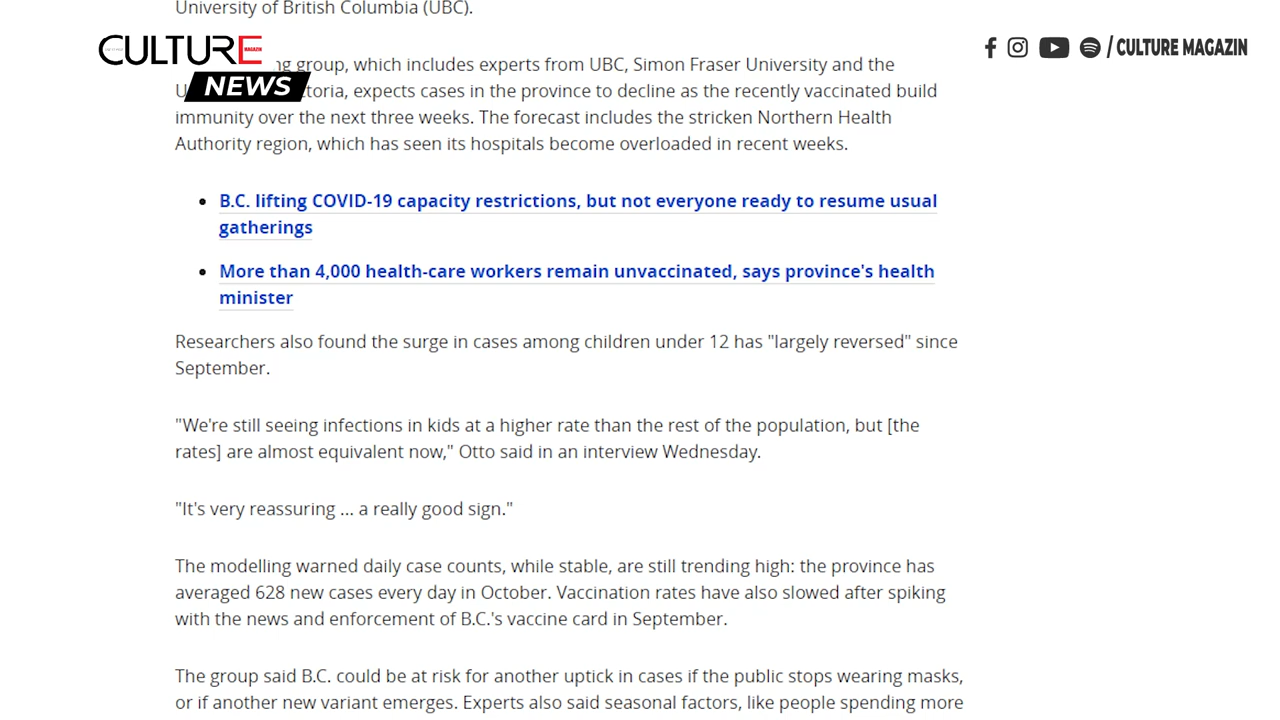 University of British Columbia (UBC).
CULTURE MAGAZIN
NEWS
/ CULTURE MAGAZIN
group, which includes experts from UBC, Simon Fraser University and the
expects cases in the province to decline as the recently vaccinated build
immunity over the next three weeks. The forecast includes the stricken Northern Health
Authority region, which has seen its hospitals become overloaded in recent weeks.
B.C. lifting COVID-19 capacity restrictions, but not everyone ready to resume usual
gatherings
More than 4,000 health-care workers remain unvaccinated, says province's health
minister
Researchers also found the surge in cases among children under 12 has "largely reversed" since
September.
"We're still seeing infections in kids at a higher rate than the rest of the population, but [the
rates] are almost equivalent now," Otto said in an interview Wednesday.
"It's very reassuring ... a really good sign."
The modelling warned daily case counts, while stable, are still trending high: the province has
averaged 628 new cases every day in October. Vaccination rates have also slowed after spiking
with the news and enforcement of B.C.'s vaccine card in September.
The group said B.C. could be at risk for another uptick in cases if the public stops wearing masks,
or if another new variant emerges. Experts also said seasonal factors, like people spending more